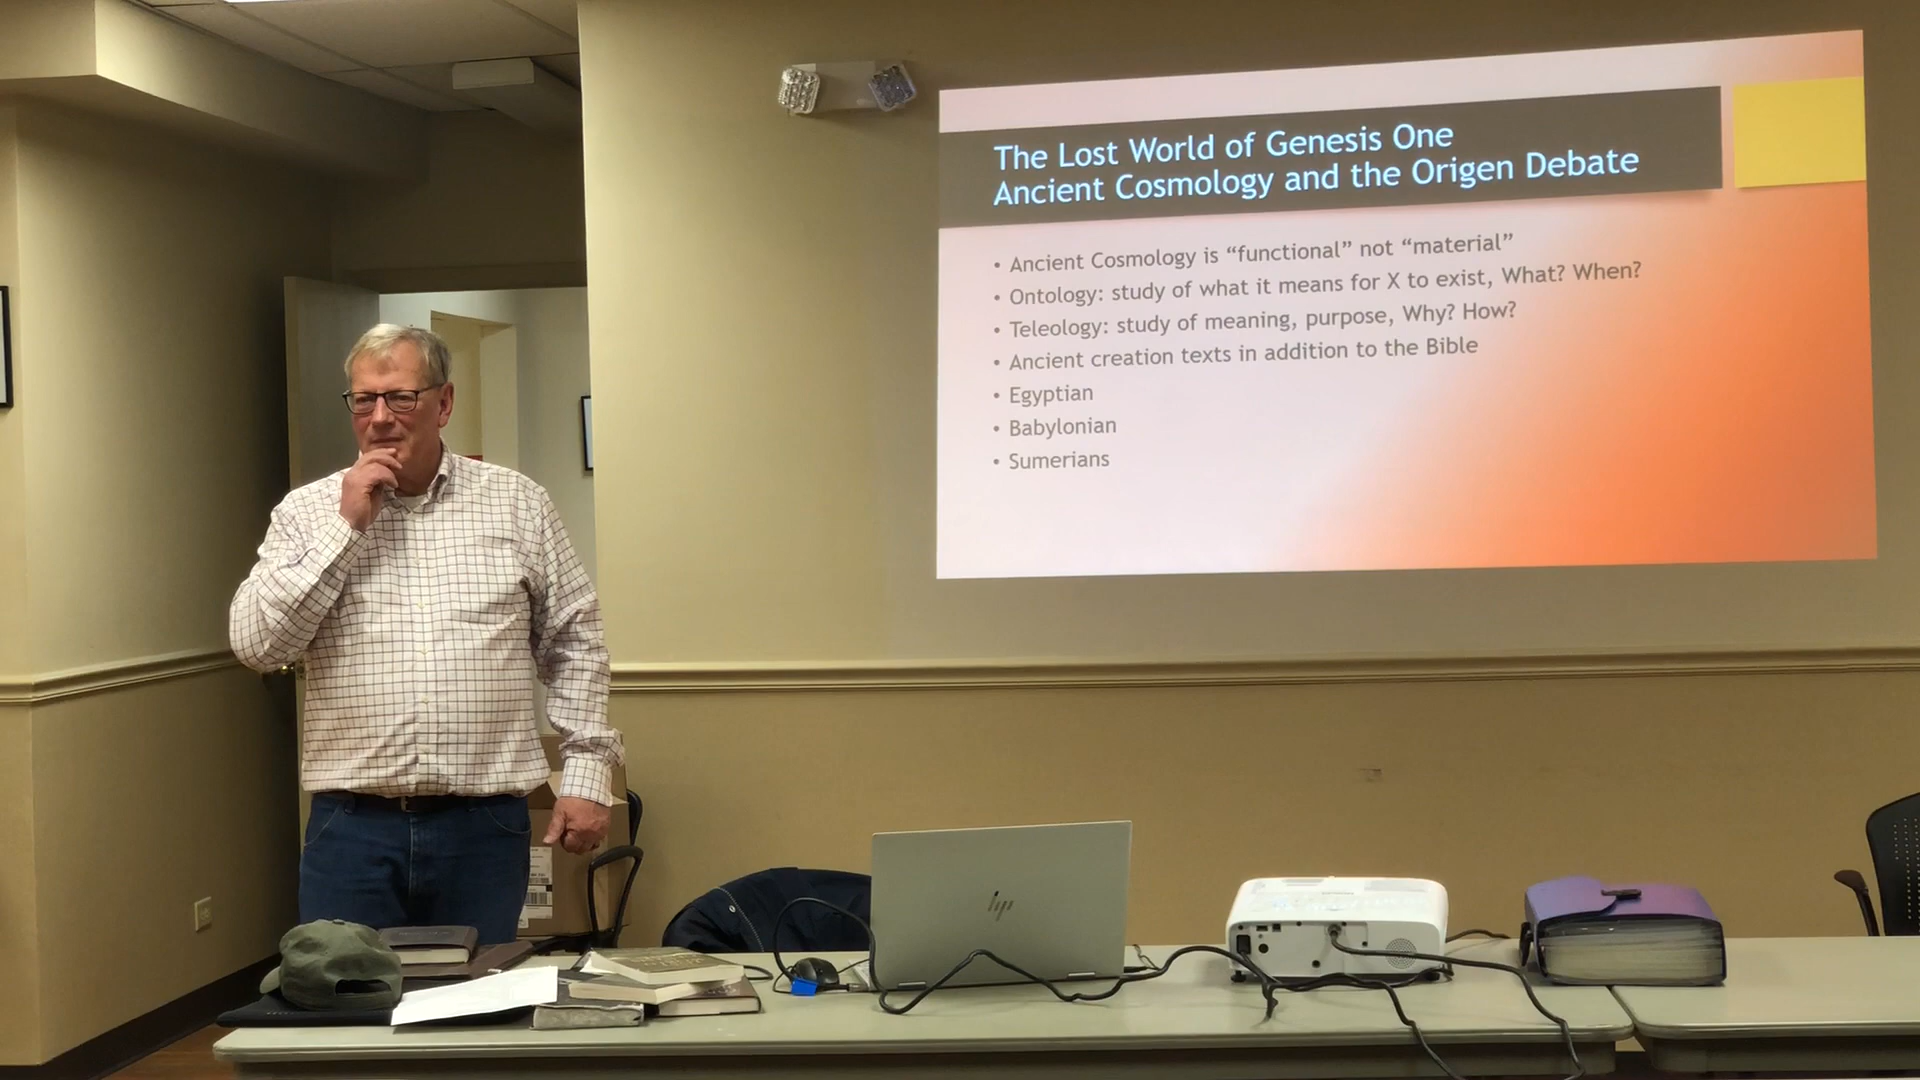 The Lost World of Genesis One
Ancient Cosmology and the Origen Debate
• Ancient Cosmology is “functional” not “material”
• Ontology: study of what it means for X to exist, What? When?
• Teleology: study of meaning, purpose, Why? How?
• Ancient creation texts in addition to the Bible
• Egyptian
• Babylonian
• Sumerians
hp